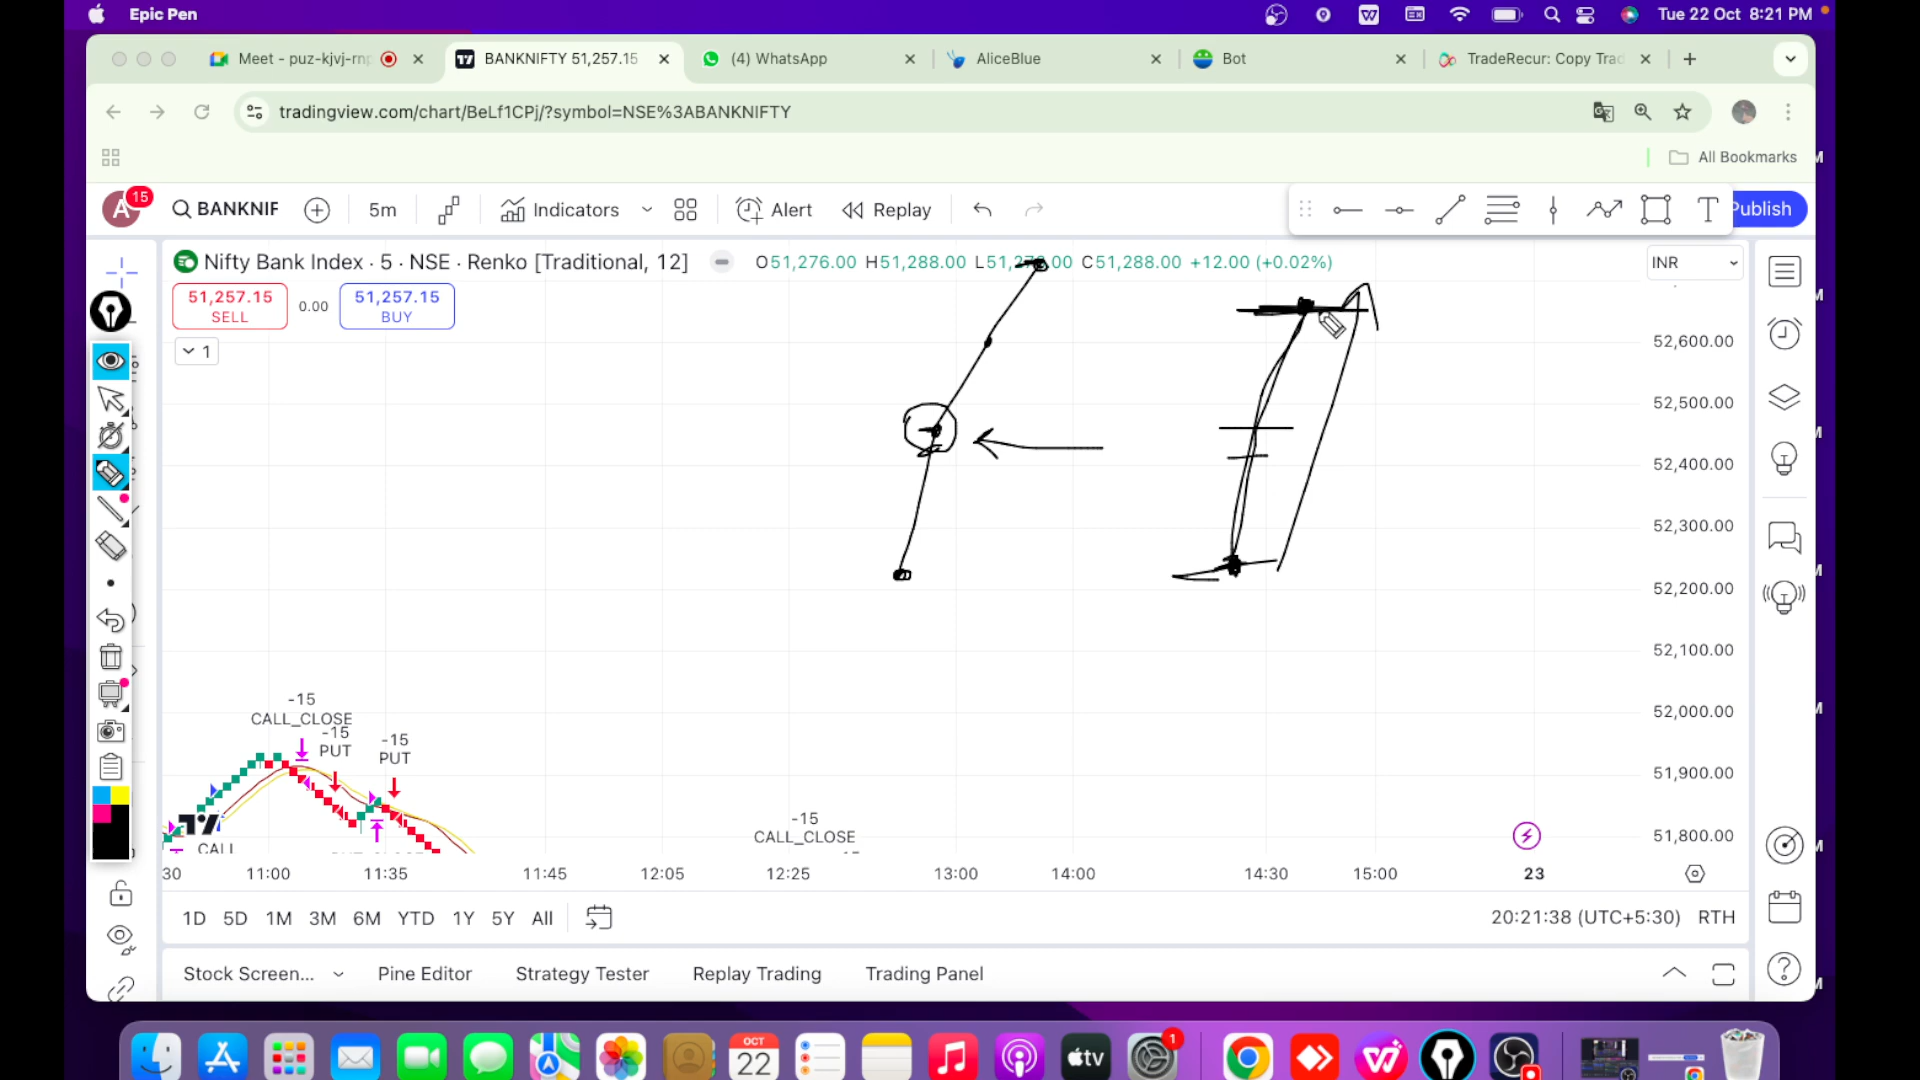 Epic Pen
Tue 22 Oct 8:21 PM
Meet - puz-kjvj-rnp
BANKNIFTY 51,257.15
(4) WhatsApp
AliceBlue
Bot
TradeRecur: Copy Trad
tradingview.com/chart/BeLf1CPj/?symbol=NSE%3ABANKNIFTY
All Bookmarks
A 15
BANKNIF
5m
Indicators
Alert
Replay
T
Publish
Nifty Bank Index · 5 · NSE · Renko [Traditional, 12]
O51,276.00 H51,288.00 C51,288.00 +12.00 (+0.02%)
INR
51,257.15
SELL
0.00
51,257.15
BUY
1
52,600.00
52,500.00
52,400.00
52,300.00
52,200.00
52,100.00
52,000.00
51,900.00
51,800.00
-15
CALL_CLOSE
-15
PUT
-15
PUT
CALL
-15
CALL_CLOSE
30
11:00
11:35
11:45
12:05
12:25
13:00
14:00
14:30
15:00
23
1D 5D 1M 3M 6M YTD 1Y 5Y All
20:21:38 (UTC+5:30) RTH
Stock Screen...
Pine Editor
Strategy Tester
Replay Trading
Trading Panel
OCT
22
tv
1